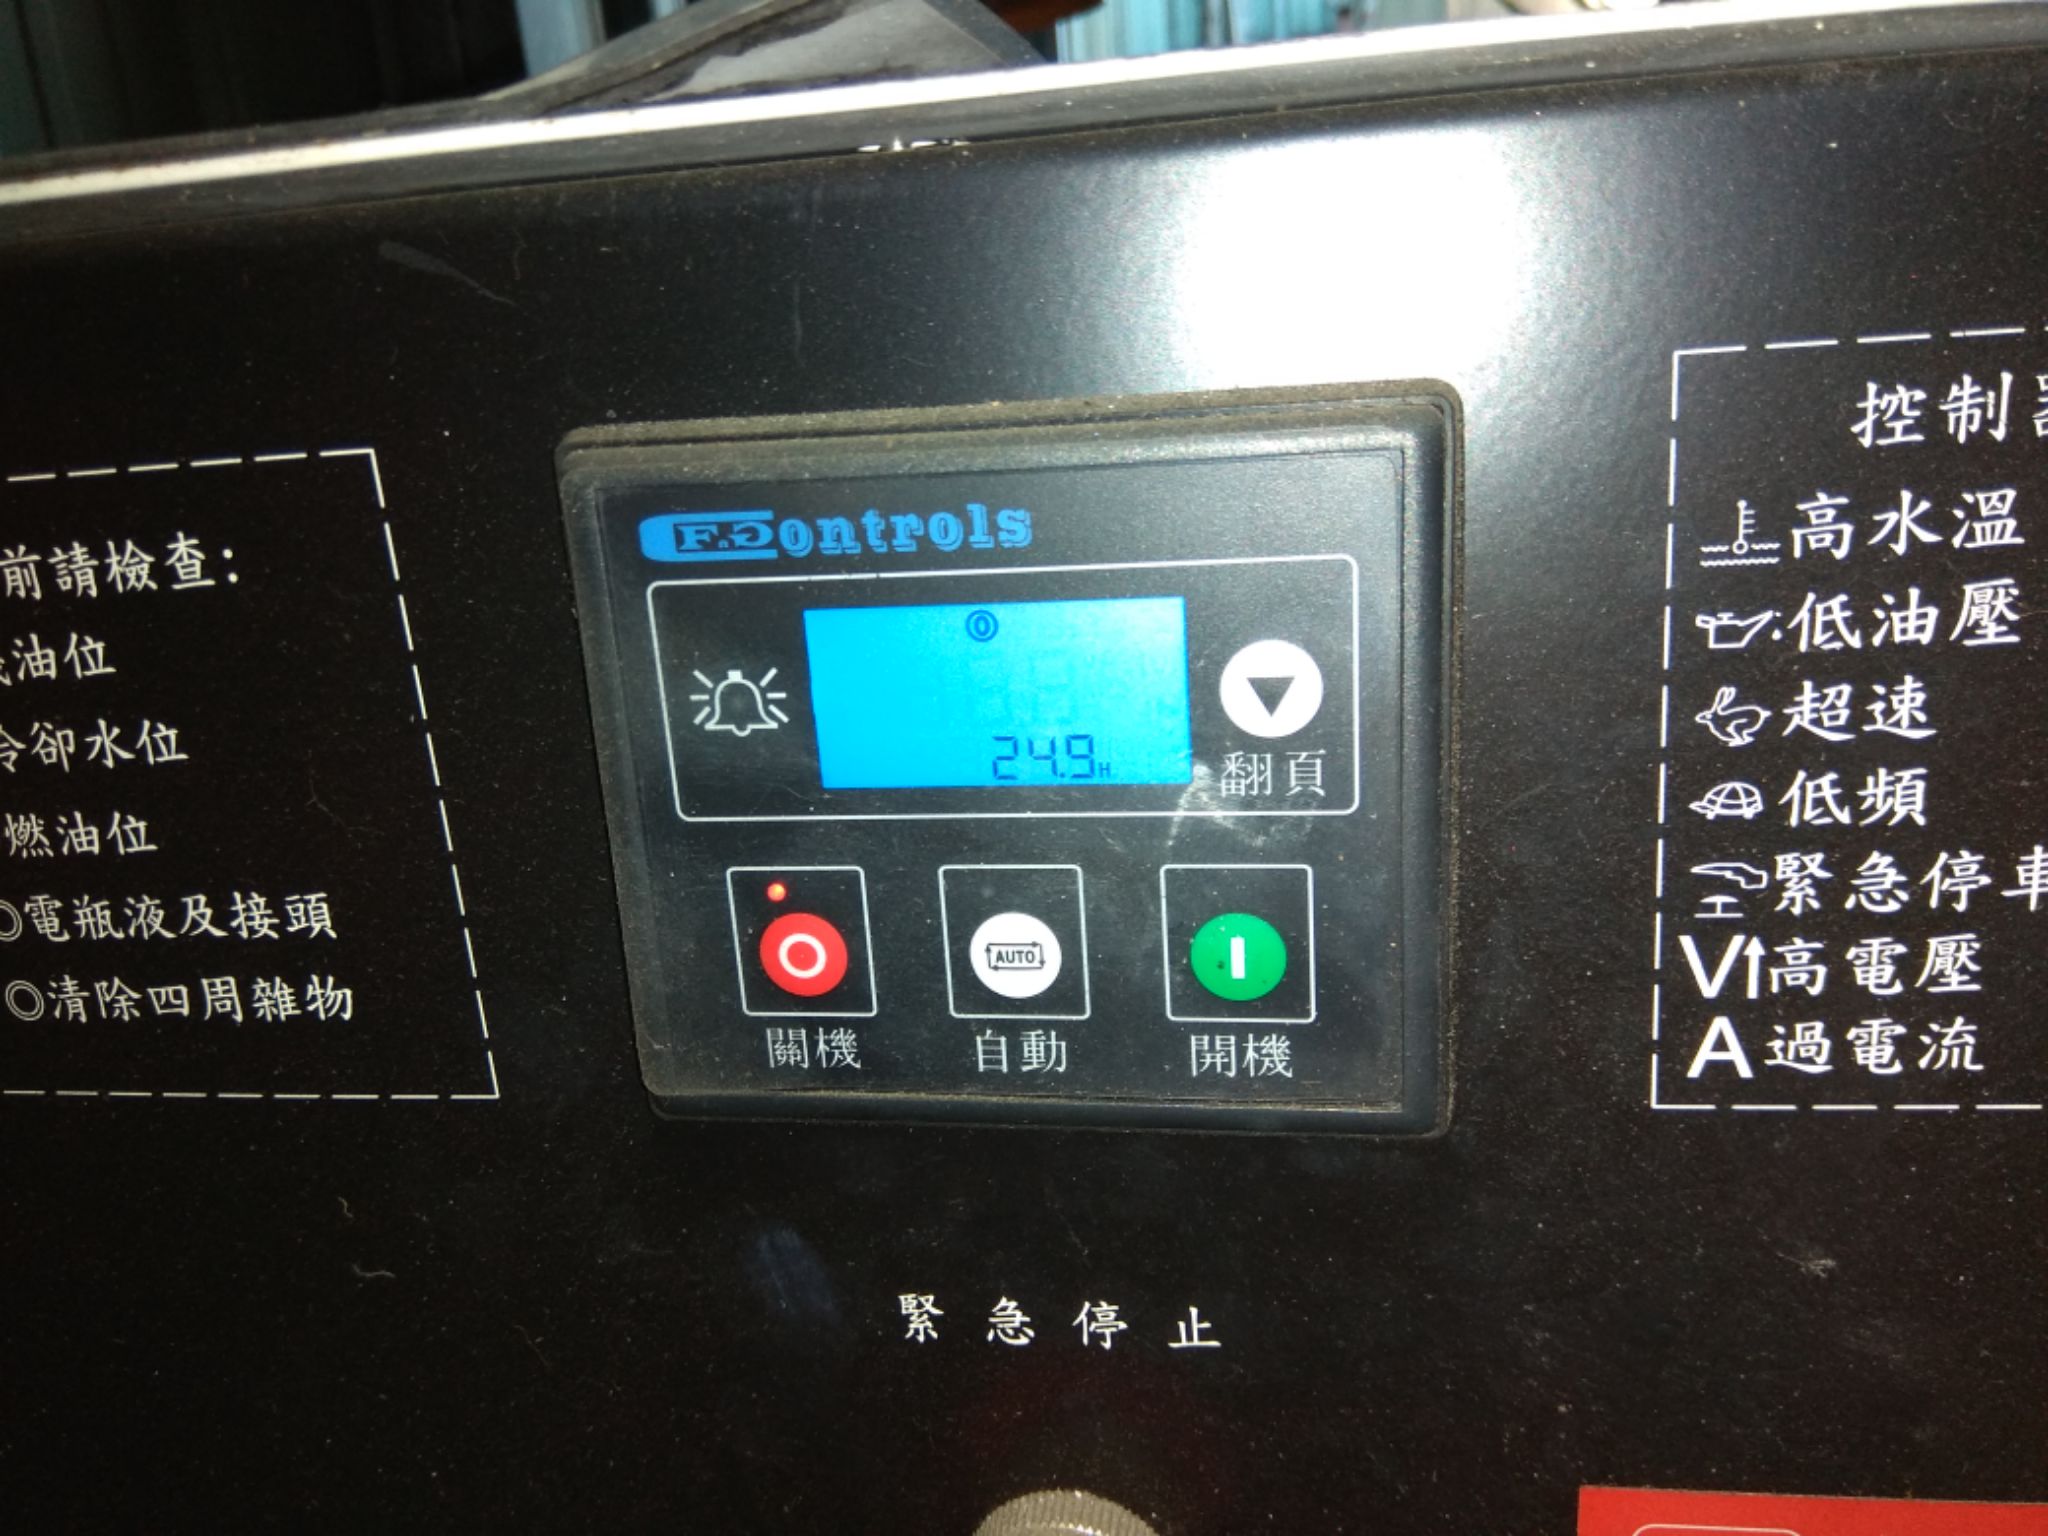 前請檢查:
油位
冷卻水位
燃油位
◎電瓶液及接頭
◎清除四周雜物
F.G Controls
24.9H
翻頁
AUTO
關機
自動
開機
控制器
高水溫
低油壓
超速
低頻
緊急停車
V↑高電壓
A 過電流
緊急停止